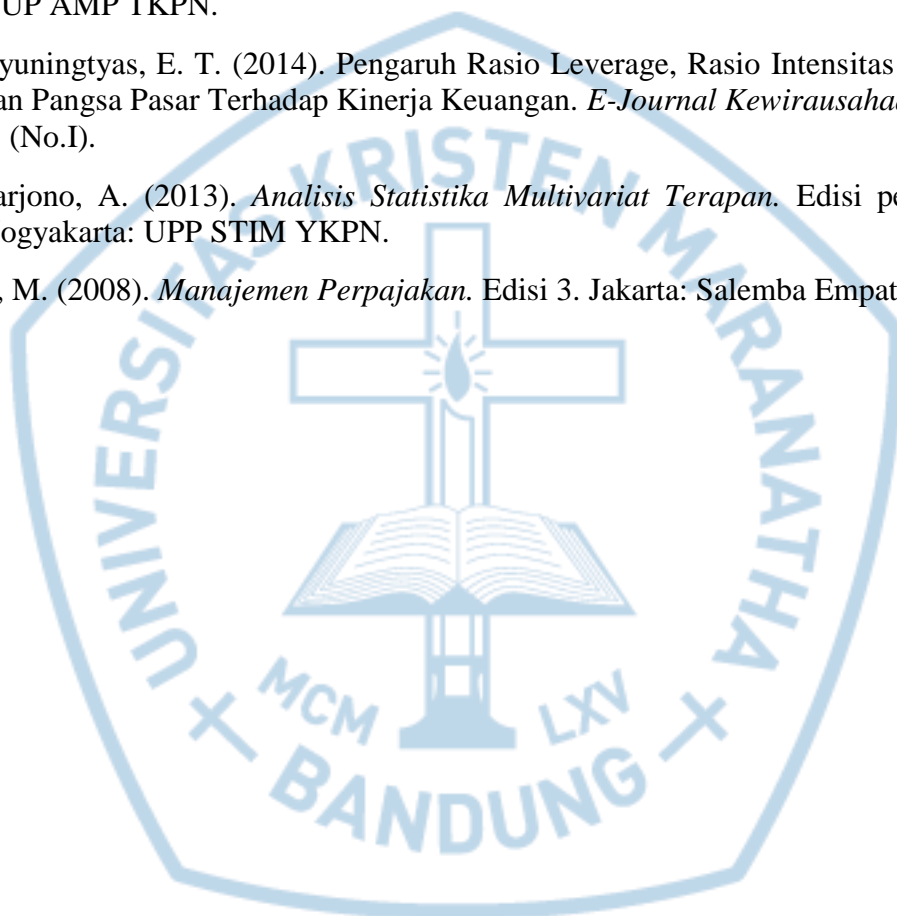 UP AMP TKPN.
yuningtyas, E. T. (2014). Pengaruh Rasio Leverage, Rasio Intensitas
an Pangsa Pasar Terhadap Kinerja Keuangan. E-Journal Kewirausahaa
(No.I).
arjono, A. (2013). Analisis Statistika Multivariat Terapan. Edisi pe
ogyakarta: UPP STIM YKPN.
, M. (2008). Manajemen Perpajakan. Edisi 3. Jakarta: Salemba Empat
UNIVERSITAS KRISTEN MARANATHA
MCM LXV
BANDUNG